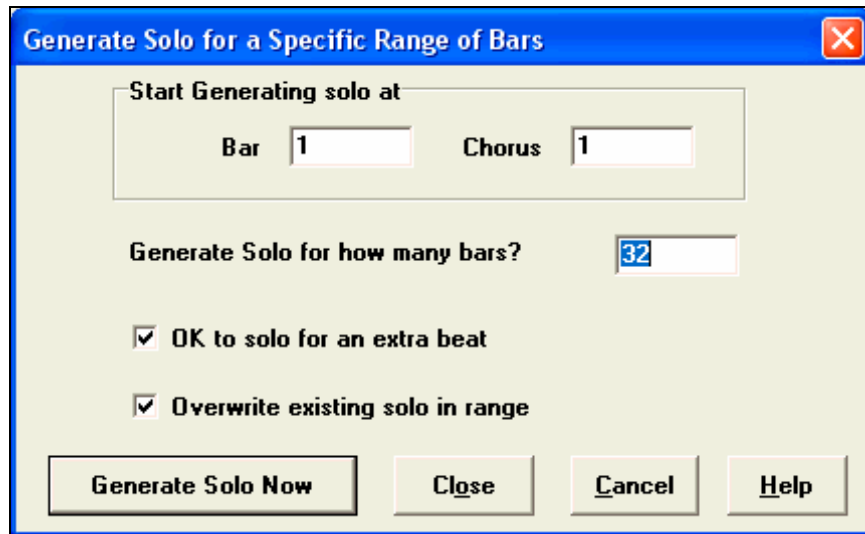 Generate Solo for a Specific Range of Bars
Start Generating solo at
Bar 1 Chorus 1
Generate Solo for how many bars? 32
OK to solo for an extra beat
Overwrite existing solo in range
Generate Solo Now Close Cancel Help